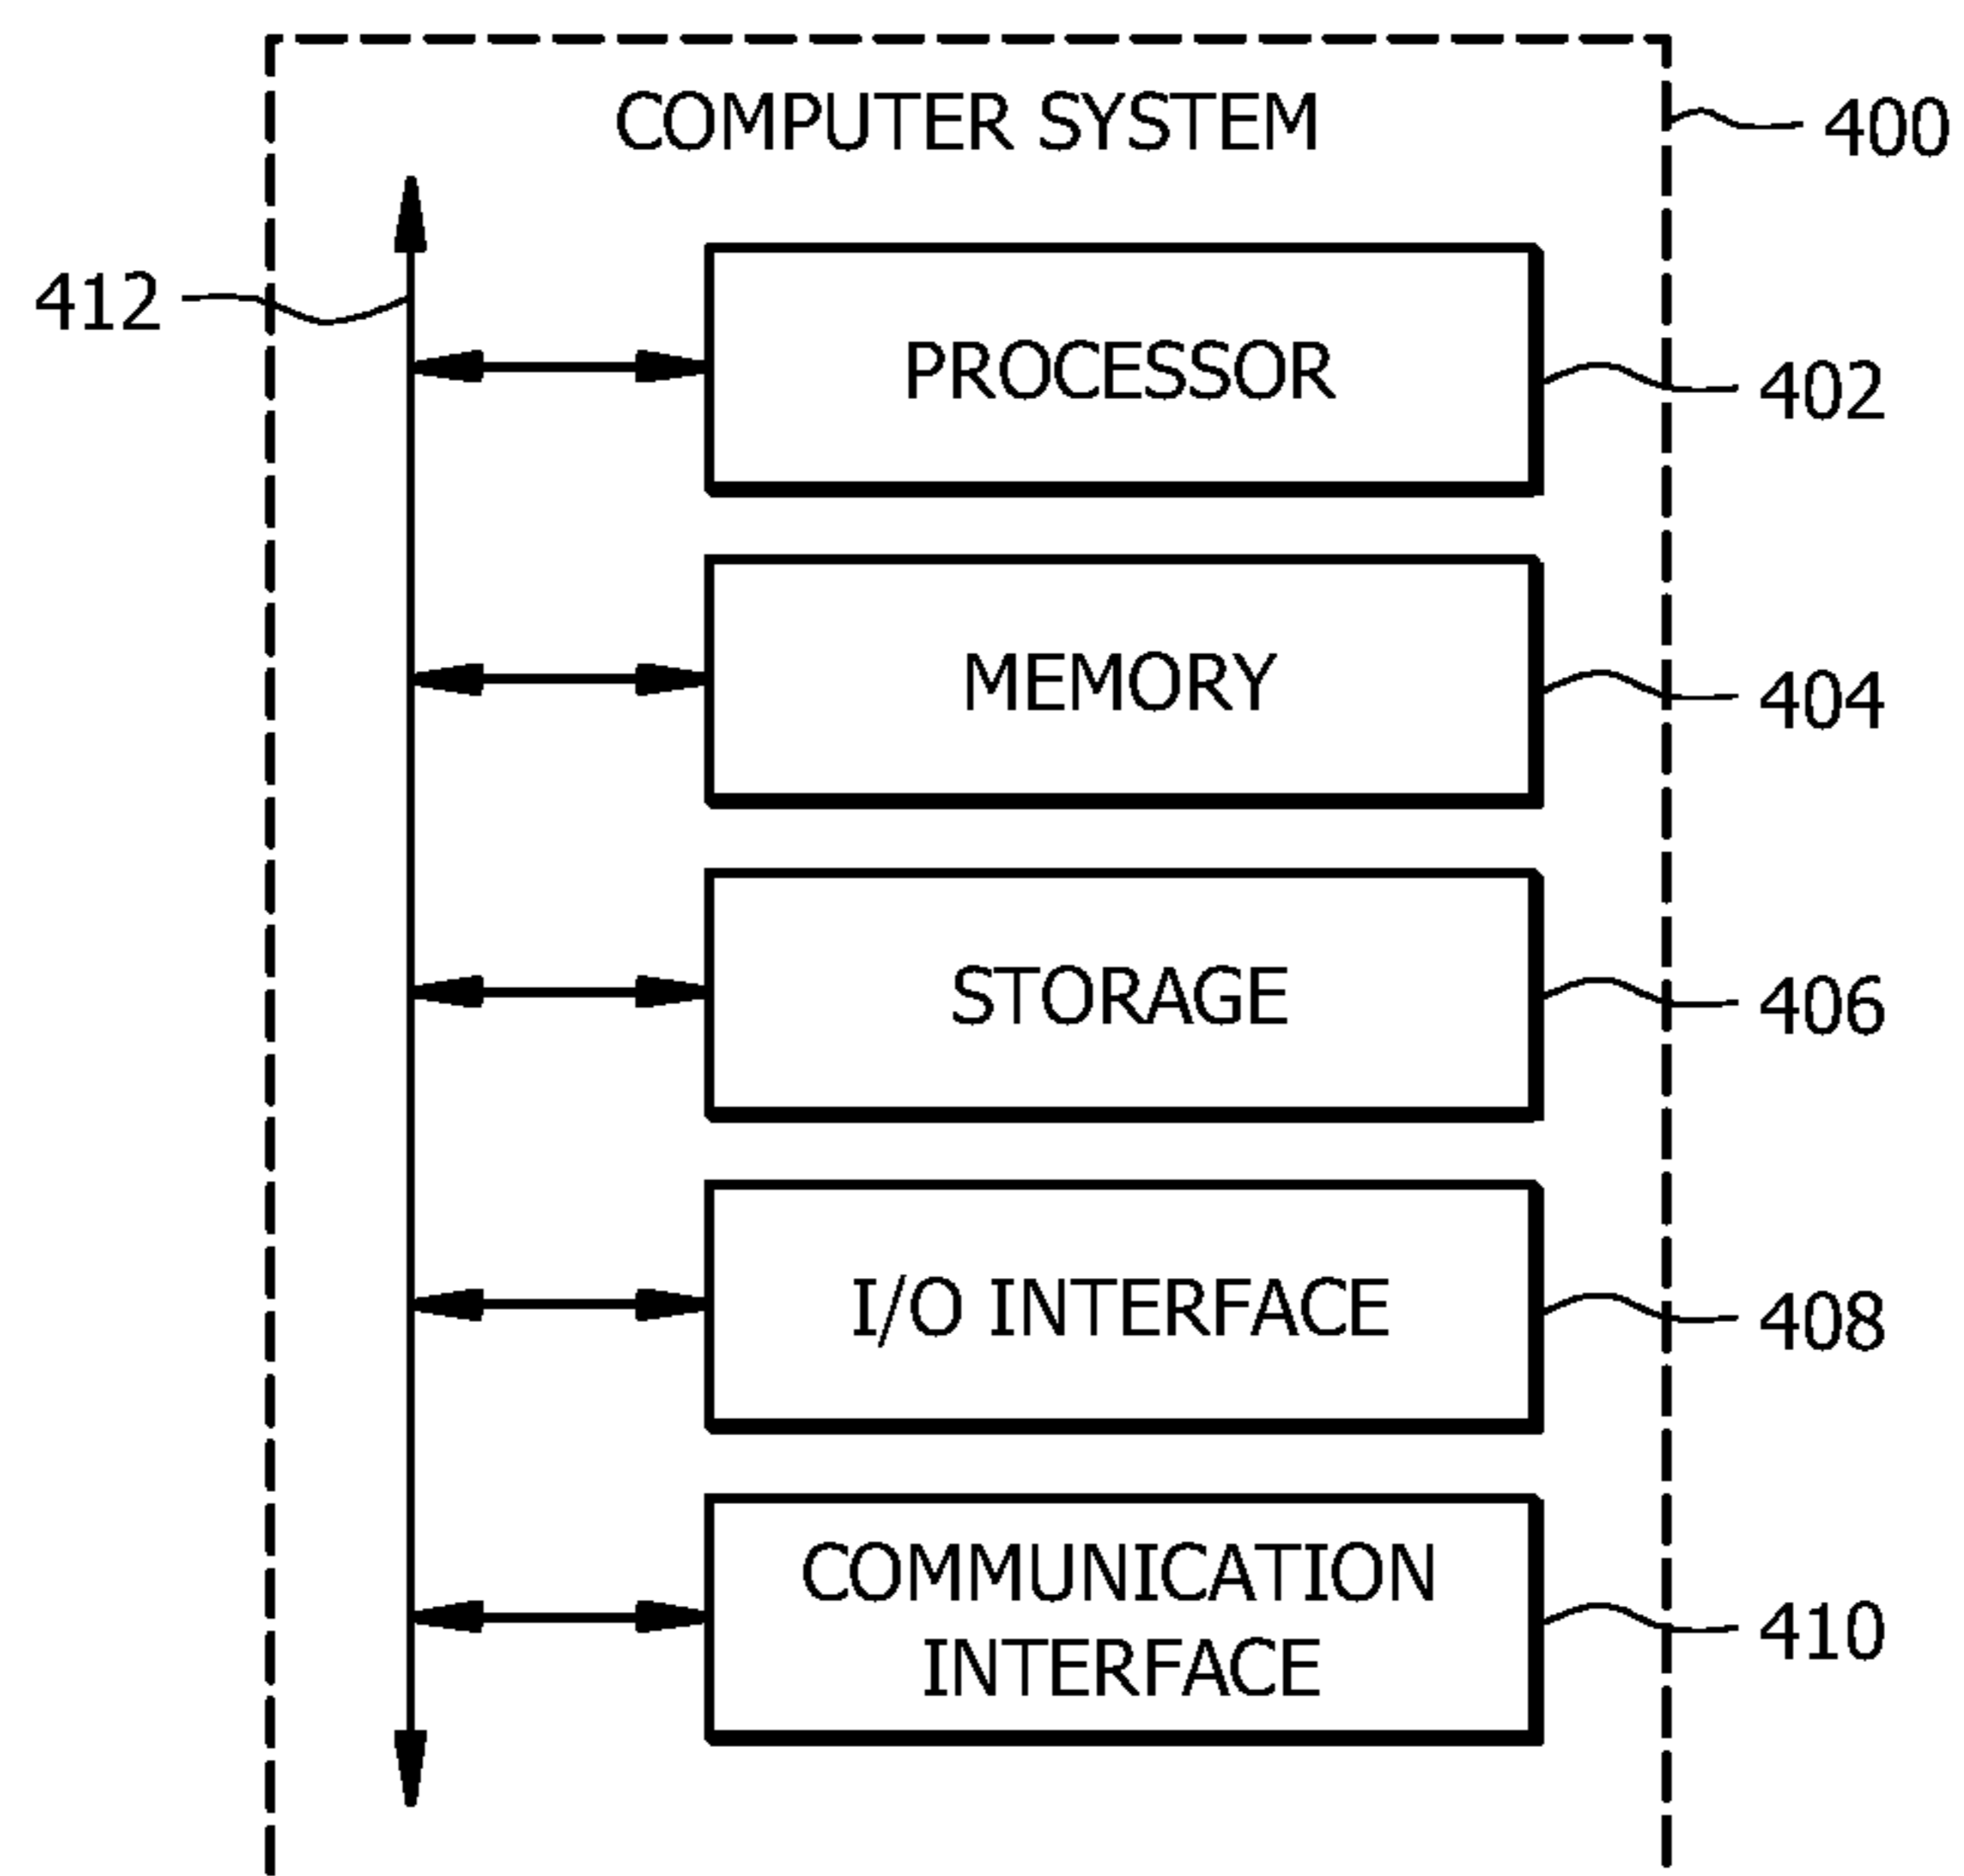 COMPUTER SYSTEM
400
412
PROCESSOR
402
MEMORY
404
STORAGE
406
I/O INTERFACE
408
COMMUNICATION
INTERFACE
410